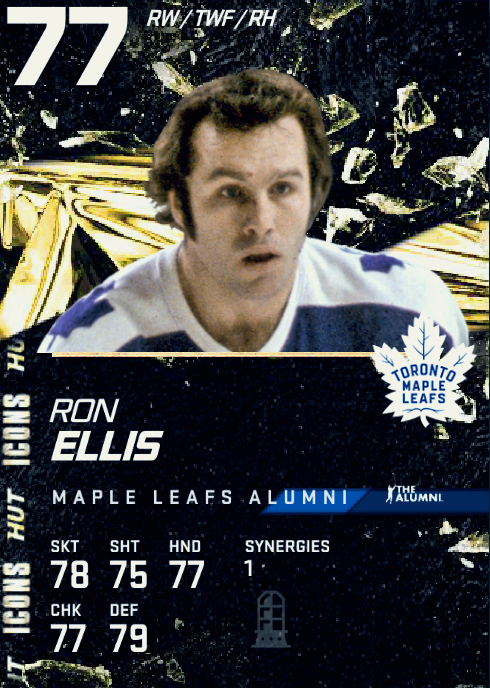 77
RW / TWF / RH
TORONTO
MAPLE
LEAFS
RON
ELLIS
MAPLE LEAFS ALUMNI
THE
ALUMNI
SKT SHT HND SYNERGIES
78 75 77 1
CHK DEF
77 79
ICONS HUT ICONS HUT